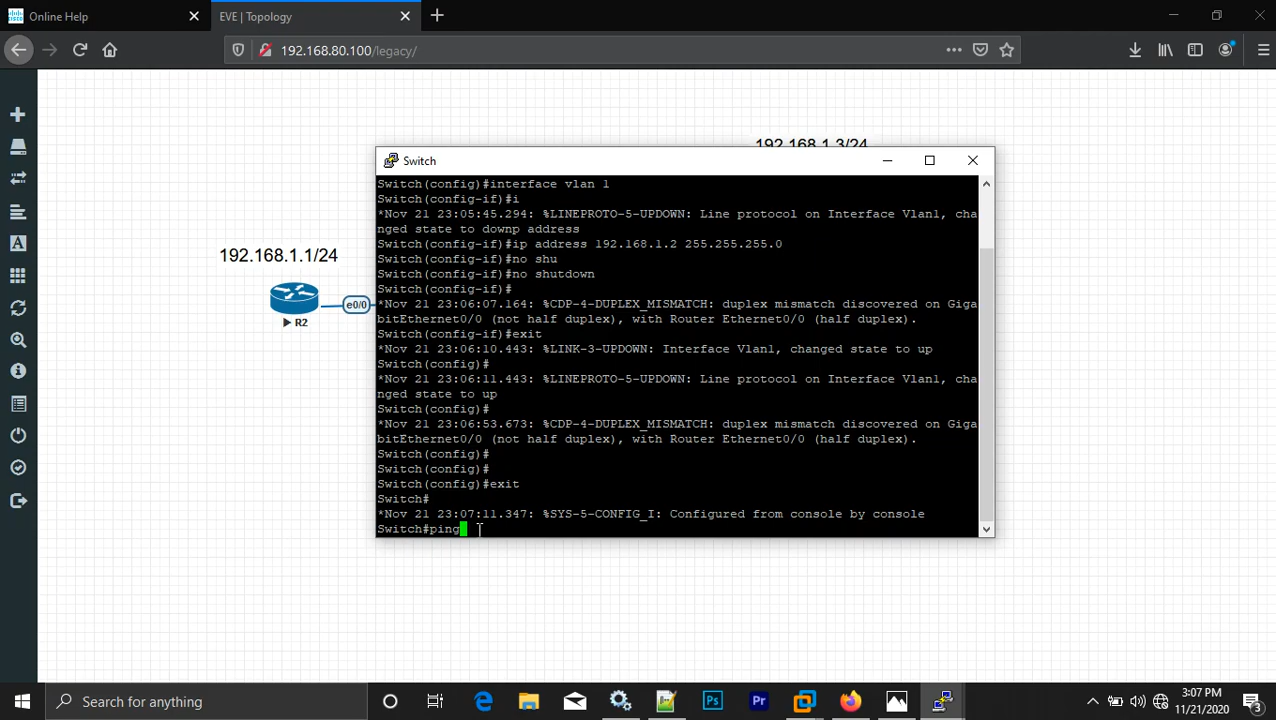 Online Help
EVE | Topology
192.168.80.100/legacy/
192.168.1.3/24
192.168.1.1/24
e0/0
R2
Switch
Switch(config)#interface vlan 1
Switch(config-if)#i
*Nov 21 23:05:45.294: %LINEPROTO-5-UPDOWN: Line protocol on Interface Vlan1, cha
nged state to downp address
Switch(config-if)#ip address 192.168.1.2 255.255.255.0
Switch(config-if)#no shu
Switch(config-if)#no shutdown
Switch(config-if)#
*Nov 21 23:06:07.164: %CDP-4-DUPLEX_MISMATCH: duplex mismatch discovered on Giga
bitEthernet0/0 (not half duplex), with Router Ethernet0/0 (half duplex).
Switch(config-if)#exit
*Nov 21 23:06:10.443: %LINK-3-UPDOWN: Interface Vlan1, changed state to up
Switch(config)#
*Nov 21 23:06:11.443: %LINEPROTO-5-UPDOWN: Line protocol on Interface Vlan1, cha
nged state to up
Switch(config)#
*Nov 21 23:06:53.673: %CDP-4-DUPLEX_MISMATCH: duplex mismatch discovered on Giga
bitEthernet0/0 (not half duplex), with Router Ethernet0/0 (half duplex).
Switch(config)#
Switch(config)#
Switch(config)#exit
Switch#
*Nov 21 23:07:11.347: %SYS-5-CONFIG_I: Configured from console by console
Switch#ping
Search for anything
3:07 PM
11/21/2020
3